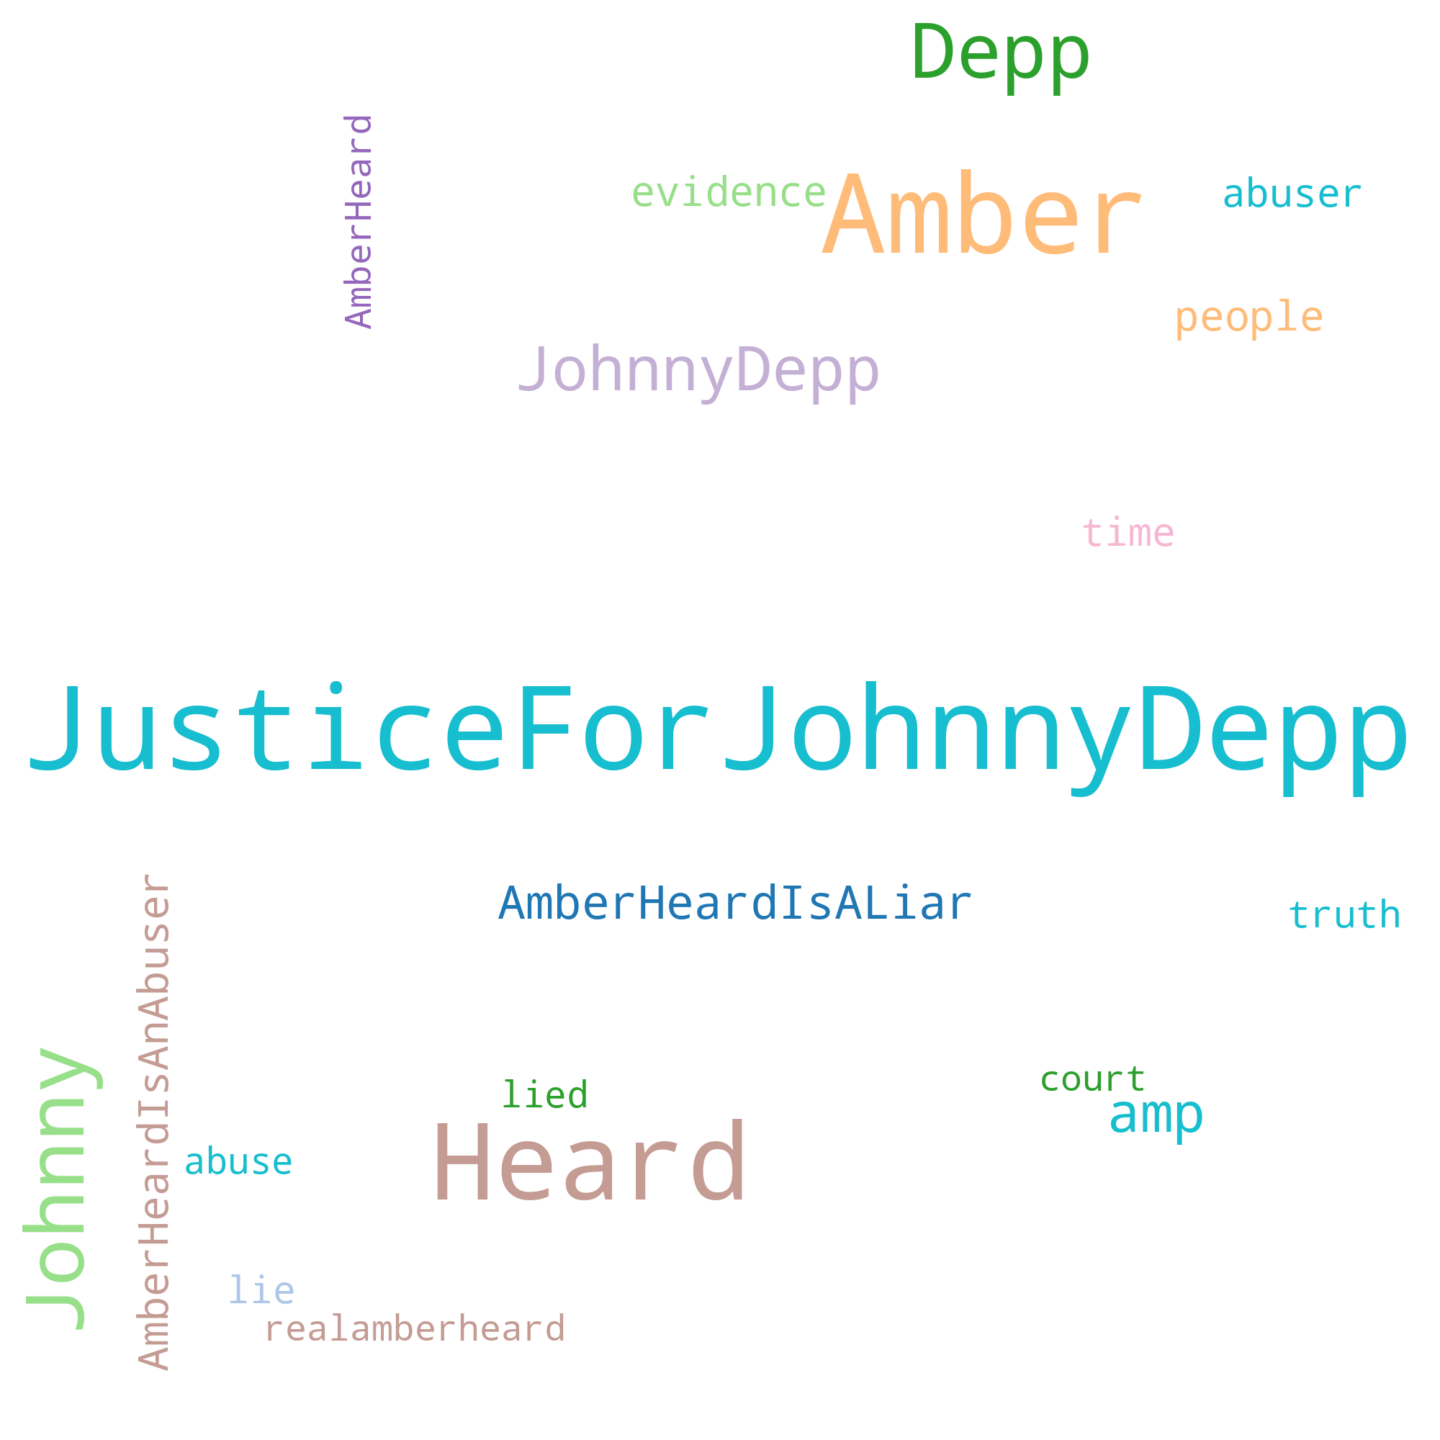 Depp
AmberHeard
evidence
Amber
abuser
people
JohnnyDepp
time
JusticeForJohnnyDepp
AmberHeardIsALiar
truth
AmberHeardIsAnAbuser
Johnny
lied
court
amp
Heard
abuse
lie
realamberheard